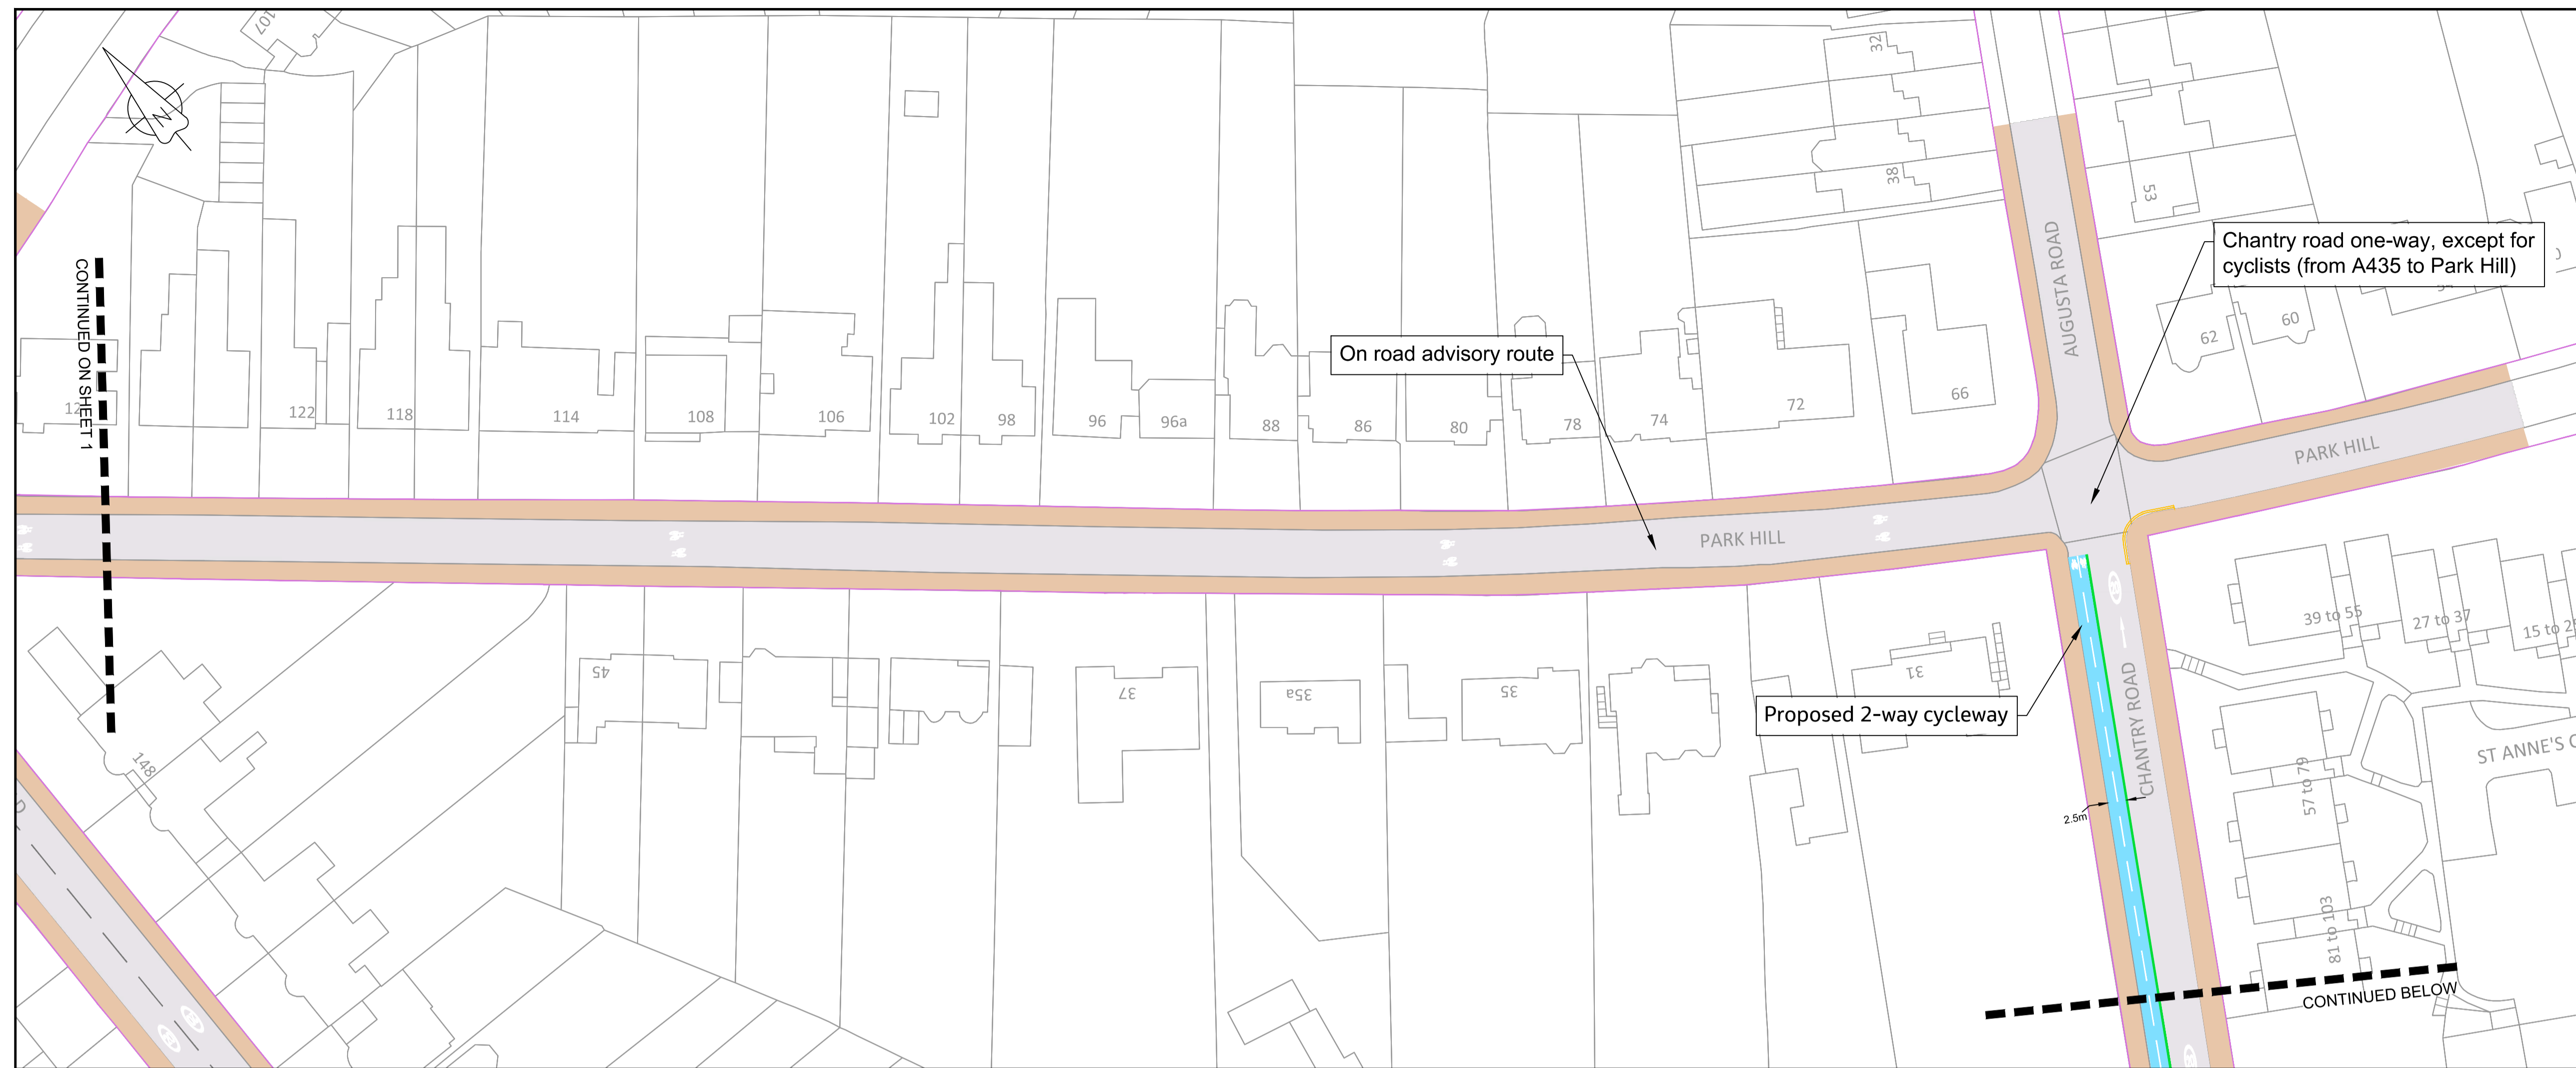 107
N
32
38
53
AUGUSTA ROAD
Chantry road one-way, except for
cyclists (from A435 to Park Hill)
62
60
CONTINUED ON SHEET 1
122
118
114
108
106
102
98
96
96a
88
86
80
78
74
72
66
On road advisory route
PARK HILL
PARK HILL
45
37
35a
35
31
39 to 55
27 to 37
Proposed 2-way cycleway
CHANTRY ROAD
2.5m
148
57 to 79
ST ANNE'S
81 to 103
CONTINUED BELOW